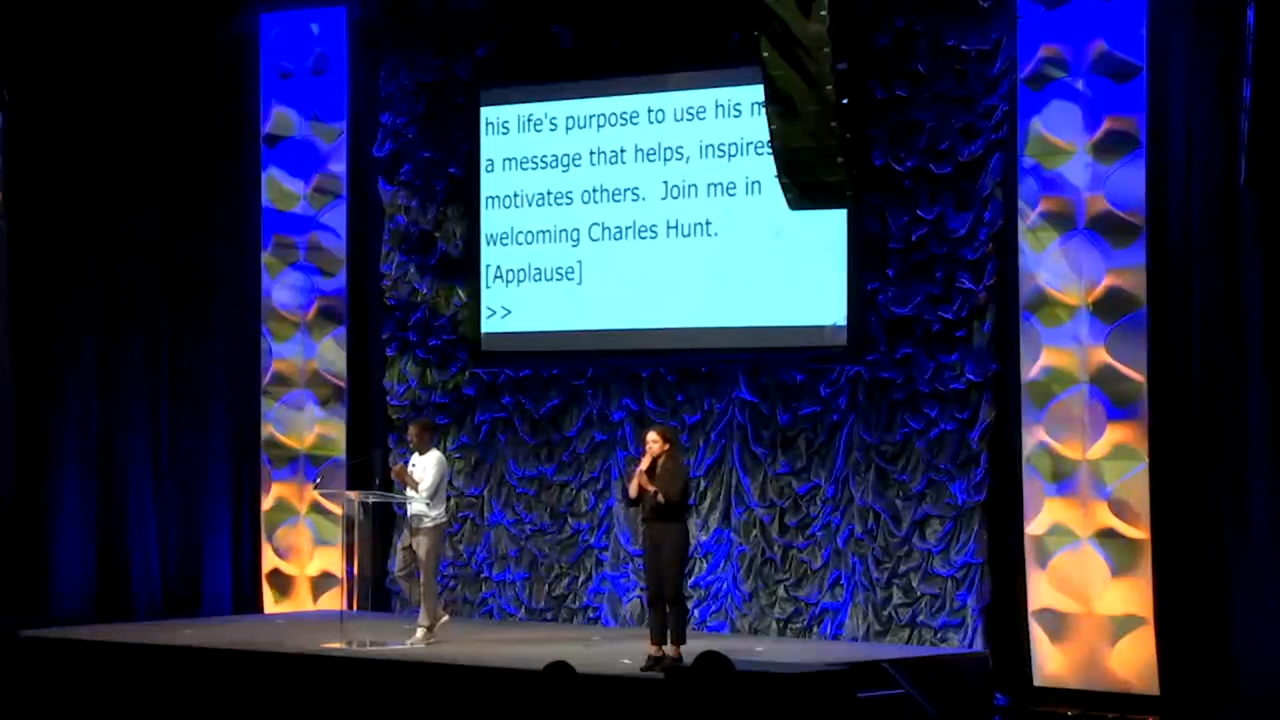 his life's purpose to use his
a message that helps, inspires
motivates others.  Join me in
welcoming Charles Hunt.
[Applause]
>>